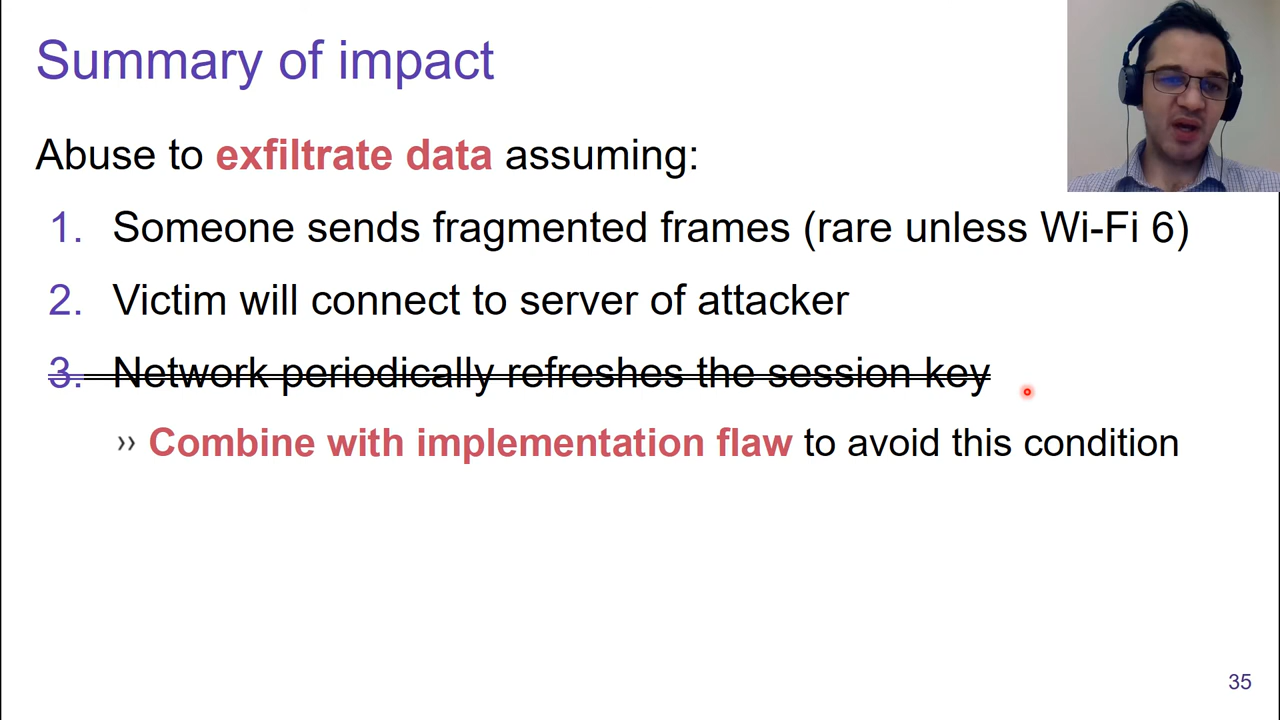 Summary of impact
Abuse to exfiltrate data assuming:
1. Someone sends fragmented frames (rare unless Wi-Fi 6)
2. Victim will connect to server of attacker
3. Network periodically refreshes the session key
›› Combine with implementation flaw to avoid this condition
35